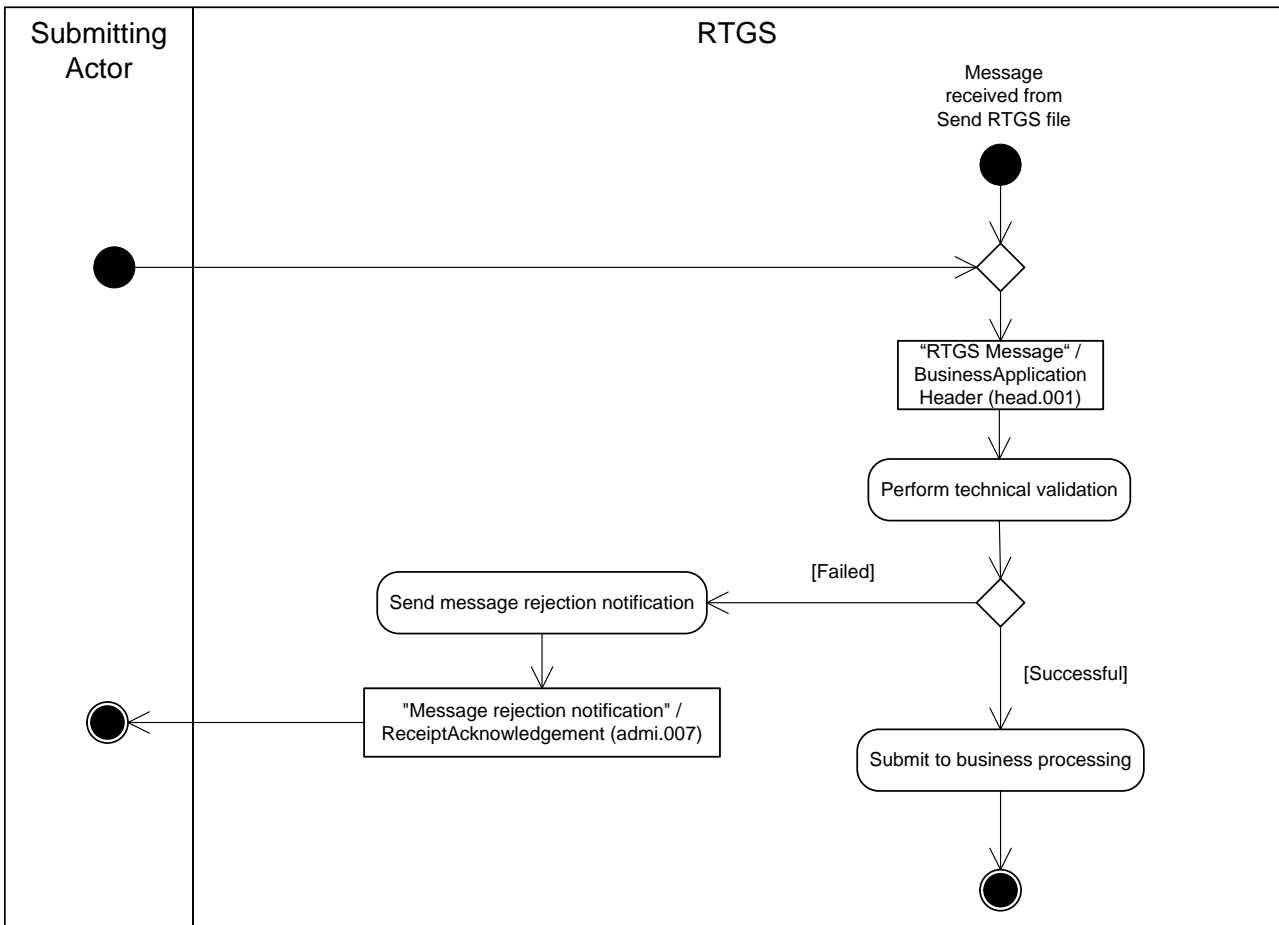 Submitting
Actor
RTGS
Message
received from
Send RTGS file
“RTGS Message“ /
BusinessApplication
Header (head.001)
Perform technical validation
[Failed]
Send message rejection notification
[Successful]
"Message rejection notification" /
ReceiptAcknowledgement (admi.007)
Submit to business processing